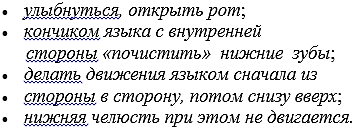 • улыбнуться, открыть рот;
• кончиком языка с внутренней
стороны «почистить» нижние зубы;
• делать движения языком сначала из
• стороны в сторону, потом снизу вверх;
• нижняя челюсть при этом не двигается.